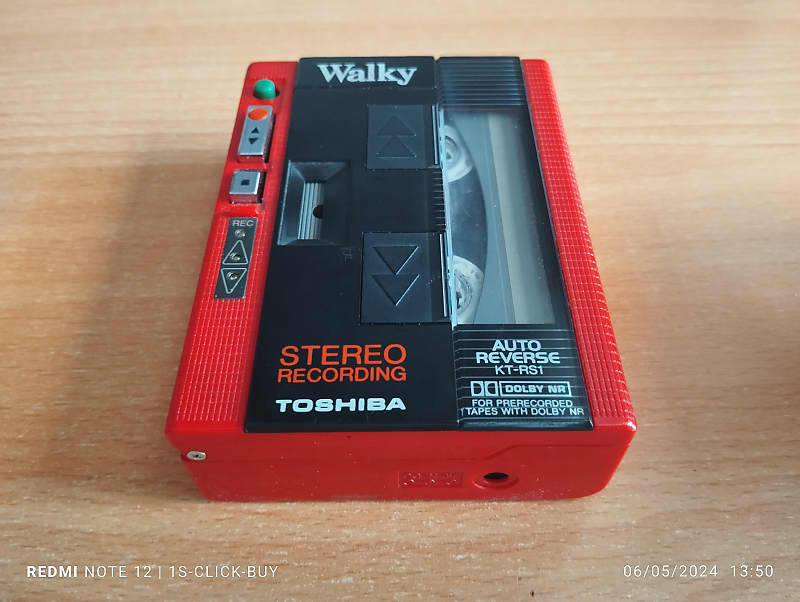 Walky
REC
STEREO
RECORDING
TOSHIBA
AUTO
REVERSE
KT-RS1
DOLBY NR
FOR PRERECORDED
TAPES WITH DOLBY NR
REDMI NOTE 12 | 1S-CLICK-BUY
06/05/2024 13:50